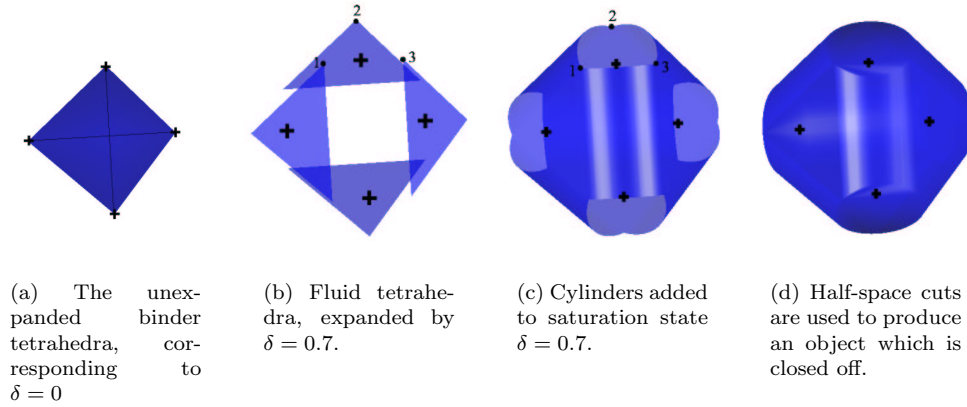 2
1
3
2
1
3
(a) The unex-
panded binder
tetrahedra, cor-
responding to
δ = 0
(b) Fluid tetrahe-
dra, expanded by
δ = 0.7.
(c) Cylinders added
to saturation state
δ = 0.7.
(d) Half-space cuts
are used to produce
an object which is
closed off.